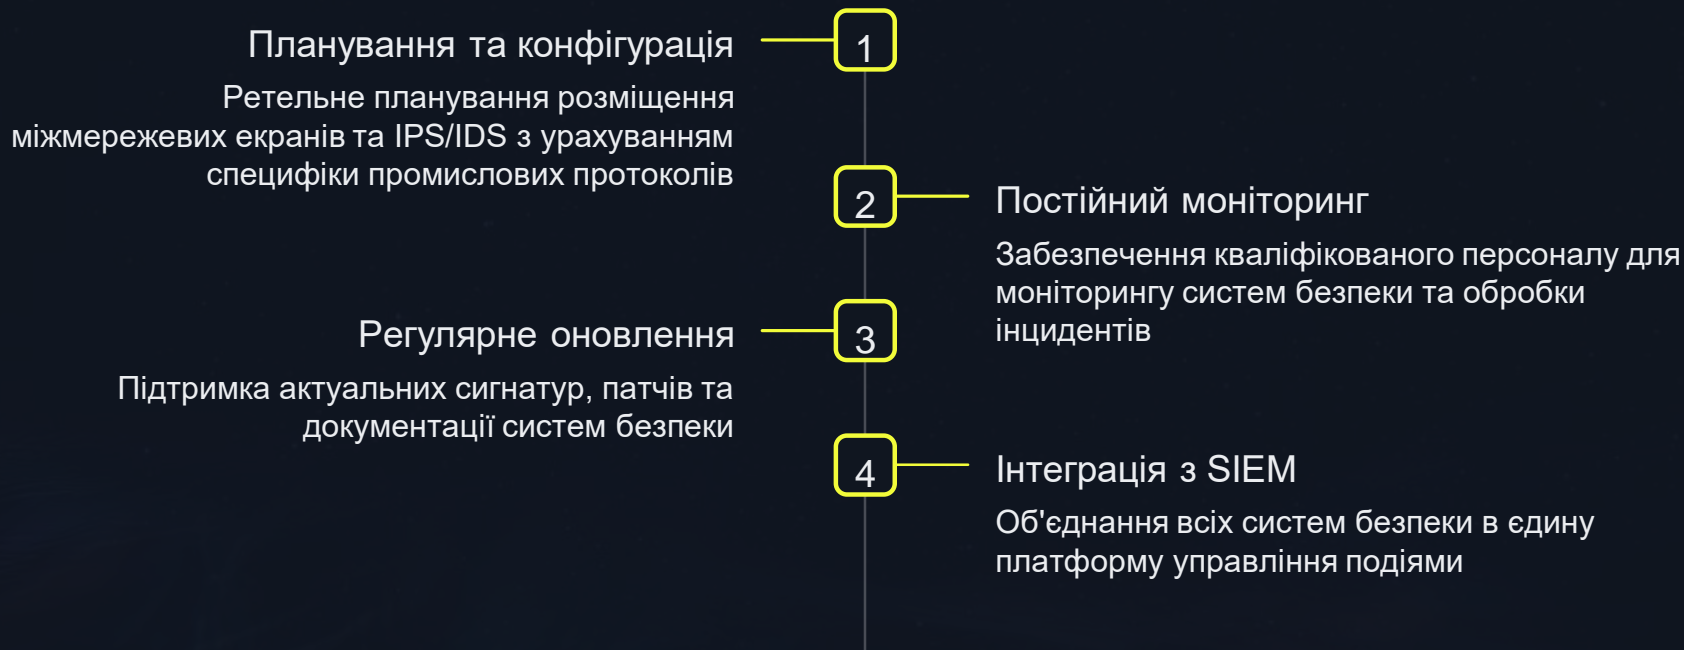 Планування та конфігурація
1
Ретельне планування розміщення
міжмережевих екранів та IPS/IDS з урахуванням
специфіки промислових протоколів
2
Постійний моніторинг
Забезпечення кваліфікованого персоналу для
моніторингу систем безпеки та обробки
інцидентів
Регулярне оновлення
3
Підтримка актуальних сигнатур, патчів та
документації систем безпеки
4
Інтеграція з SIEM
Об'єднання всіх систем безпеки в єдину
платформу управління подіями